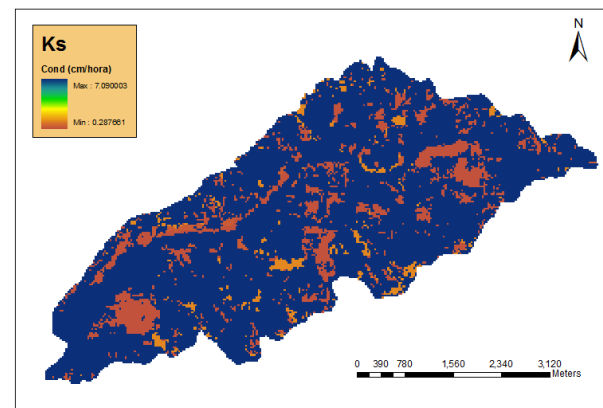 Ks
Cond (cm/hora)
Max : 7.090003
Min : 0.287661
N
0 390 780 1,560 2,340 3,120
Meters